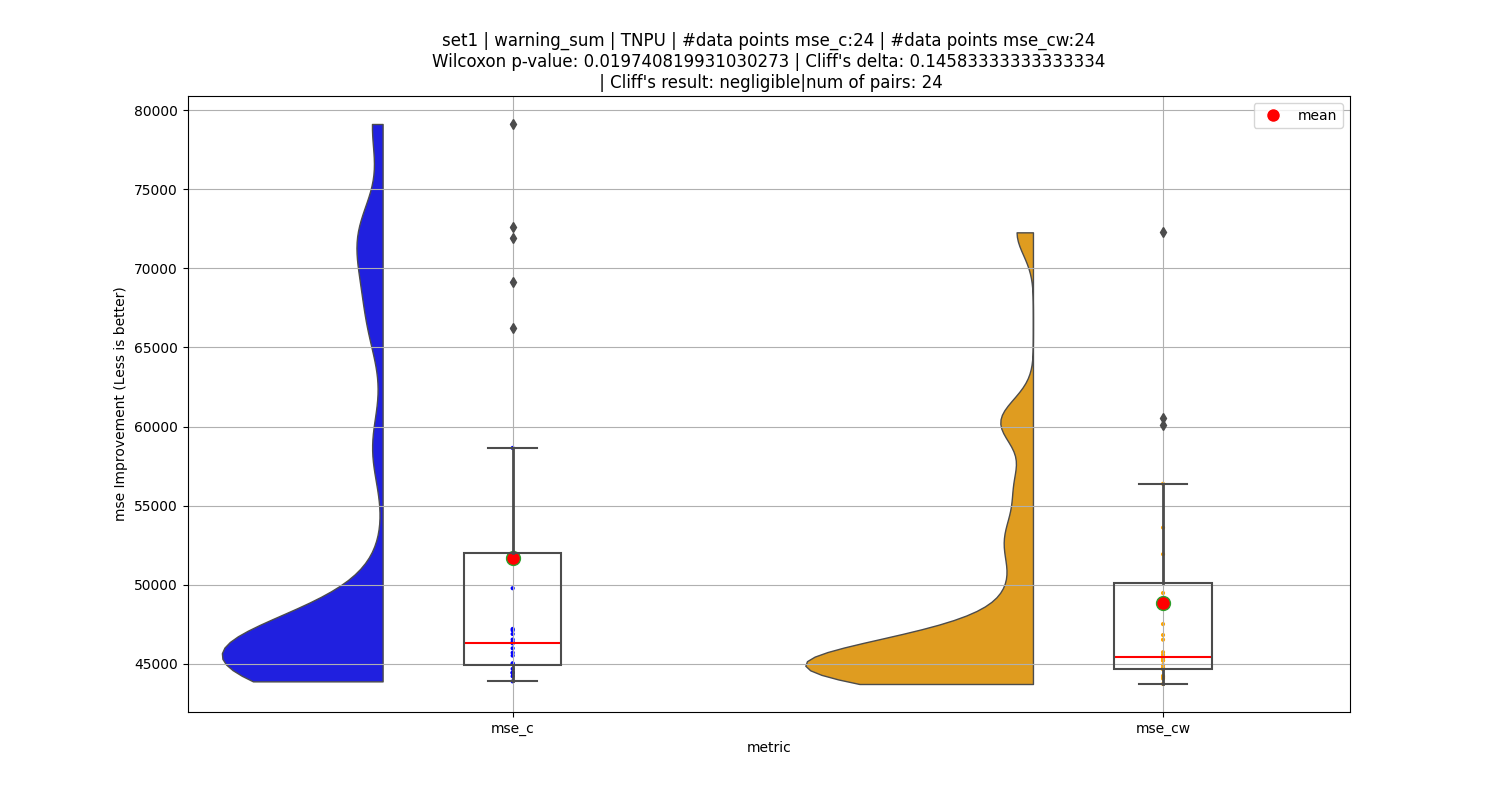 set1 | warning_sum | TNPU | #data points mse_c:24 | #data points mse_cw:24
Wilcoxon p-value: 0.019740819931030273 | Cliff's delta: 0.14583333333333334
| Cliff's result: negligible|num of pairs: 24
mean
80000
75000
70000
65000
60000
55000
50000
45000
mse Improvement (Less is better)
mse_c
mse_cw
metric